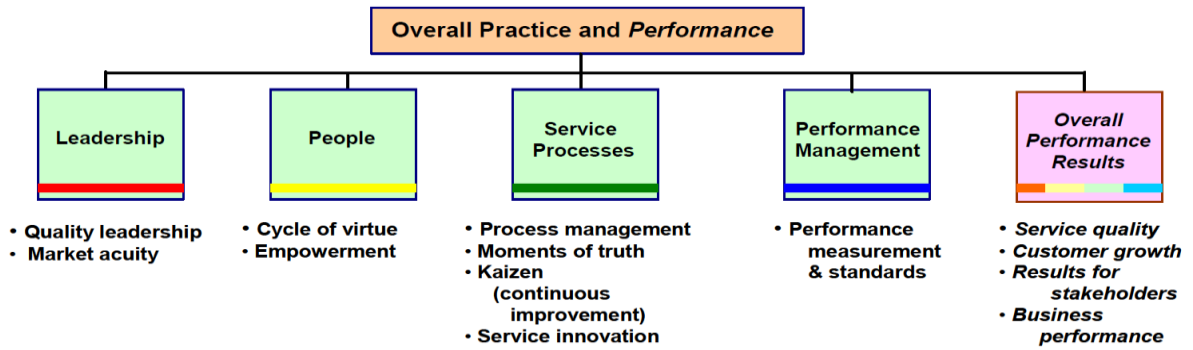 Overall Practice and Performance
Leadership
People
Service
Processes
Performance
Management
Overall
Performance
Results
• Quality leadership
• Market acuity
• Cycle of virtue
• Empowerment
• Process management
• Moments of truth
• Kaizen
(continuous
improvement)
• Service innovation
• Performance
measurement
& standards
• Service quality
• Customer growth
• Results for
stakeholders
• Business
performance